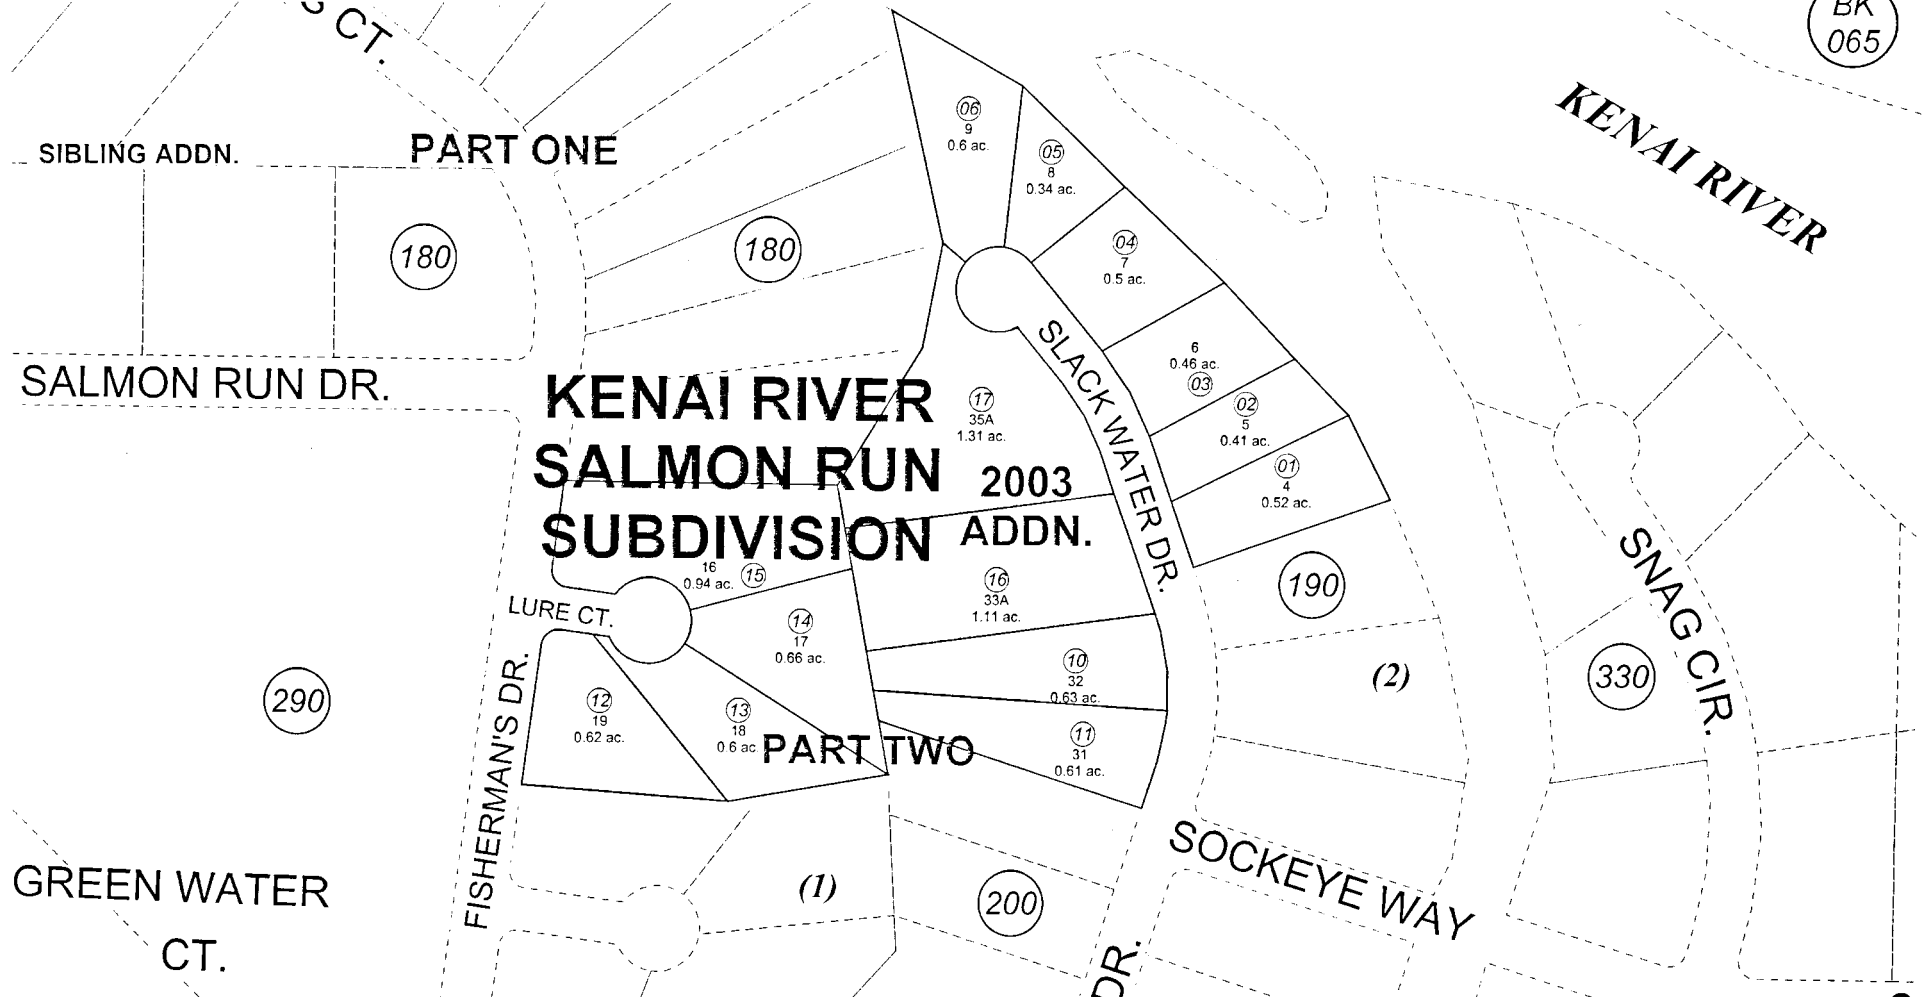 CT.
BK
065
KENAI RIVER
SIBLING ADDN.
PART ONE
06
9
0.6 ac.
05
8
0.34 ac.
180
180
04
7
0.5 ac.
SALMON RUN DR.
SLACK WATER DR.
6
0.46 ac.
03
02
5
0.41 ac.
01
4
0.52 ac.
KENAI RIVER
SALMON RUN
SUBDIVISION
17
35A
1.31 ac.
2003
ADDN.
16
0.94 ac.
15
16
33A
1.11 ac.
190
SNAG CIR.
LURE CT.
14
17
0.66 ac.
10
32
0.63 ac.
(2)
330
290
FISHERMAN'S DR.
12
19
0.62 ac.
13
18
0.6 ac.
PART TWO
11
31
0.61 ac.
SOCKEYE WAY
GREEN WATER
CT.
(1)
200
DR.